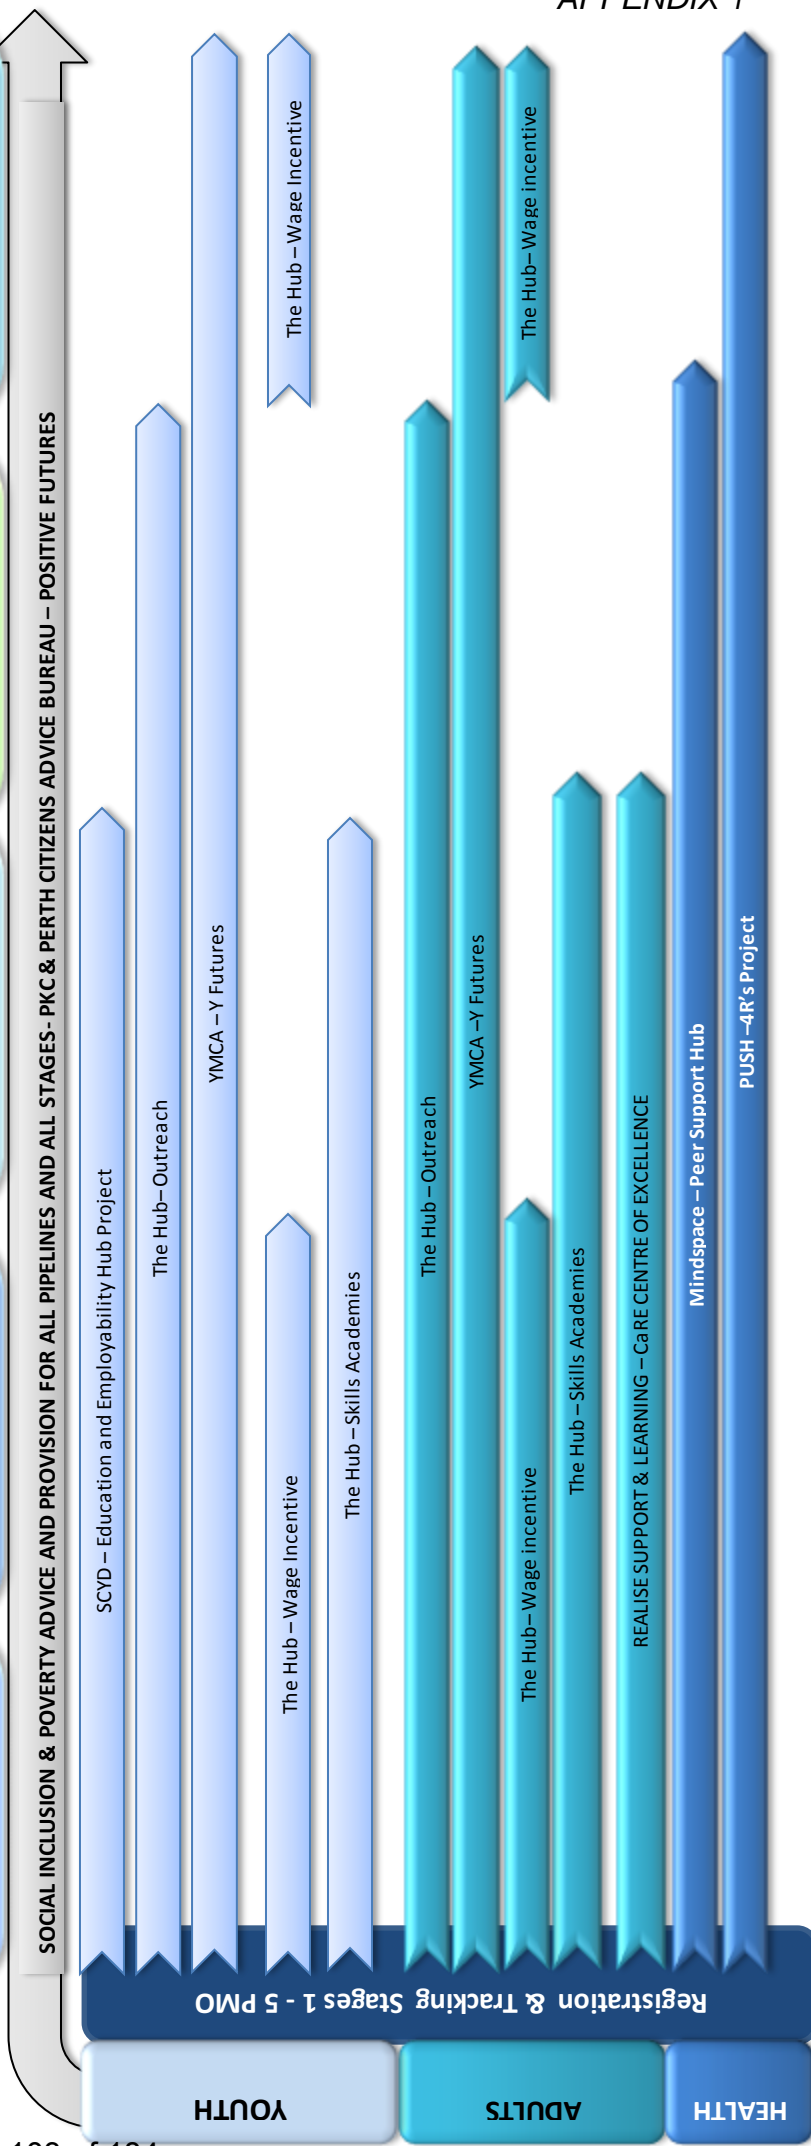 APPENDIX 1
SOCIAL INCLUSION & POVERTY ADVICE AND PROVISION FOR ALL PIPELINES AND ALL STAGES- PKC & PERTH CITIZENS ADVICE BUREAU – POSITIVE FUTURES
SCYD – Education and Employability Hub Project
The Hub– Outreach
YMCA – Y Futures
The Hub – Wage Incentive
The Hub – Wage Incentive
The Hub – Skills Academies
The Hub – Outreach
YMCA –Y Futures
The Hub– Wage incentive
The Hub– Wage incentive
The Hub – Skills Academies
REALISE SUPPORT & LEARNING – CaRE CENTRE OF EXCELLENCE
Mindspace – Peer Support Hub
PUSH –4R's Project
Registration & Tracking Stages 1 - 5 PMO
YOUTH
ADULTS
HEALTH